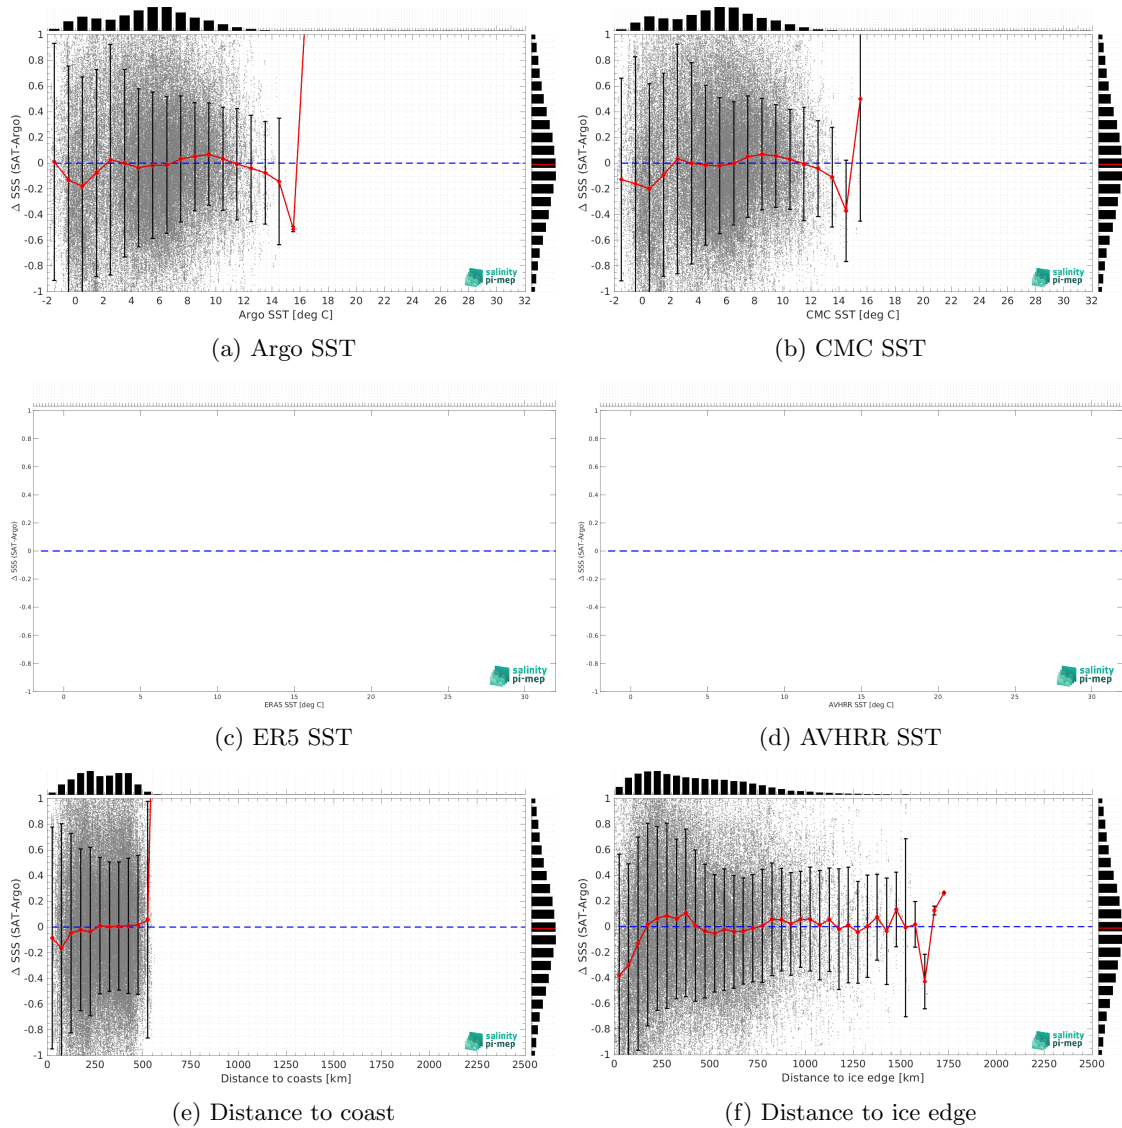 1
0.8
0.6
0.4
0.2
0
-0.2
-0.4
-0.6
-0.8
-1
Δ SSS (SAT-Argo)
-2 0 2 4 6 8 10 12 14 16 18 20 22 24 26 28 30 32
Argo SST [deg C]
salinity
pi-mep
(a) Argo SST
1
0.8
0.6
0.4
0.2
0
-0.2
-0.4
-0.6
-0.8
-1
Δ SSS (SAT-Argo)
-2 0 2 4 6 8 10 12 14 16 18 20 22 24 26 28 30 32
CMC SST [deg C]
salinity
pi-mep
(b) CMC SST
1
0.8
0.6
0.4
0.2
0
-0.2
-0.4
-0.6
-0.8
-1
Δ SSS (SAT-Argo)
0 5 10 15 20 25 30
ERA5 SST [deg C]
salinity
pi-mep
(c) ER5 SST
1
0.8
0.6
0.4
0.2
0
-0.2
-0.4
-0.6
-0.8
-1
Δ SSS (SAT-Argo)
0 5 10 15 20 25 30
AVHRR SST [deg C]
salinity
pi-mep
(d) AVHRR SST
1
0.8
0.6
0.4
0.2
0
-0.2
-0.4
-0.6
-0.8
-1
Δ SSS (SAT-Argo)
0 250 500 750 1000 1250 1500 1750 2000 2250 2500
Distance to coasts [km]
salinity
pi-mep
(e) Distance to coast
1
0.8
0.6
0.4
0.2
0
-0.2
-0.4
-0.6
-0.8
-1
Δ SSS (SAT-Argo)
0 250 500 750 1000 1250 1500 1750 2000 2250 2500
Distance to ice edge [km]
salinity
pi-mep
(f) Distance to ice edge